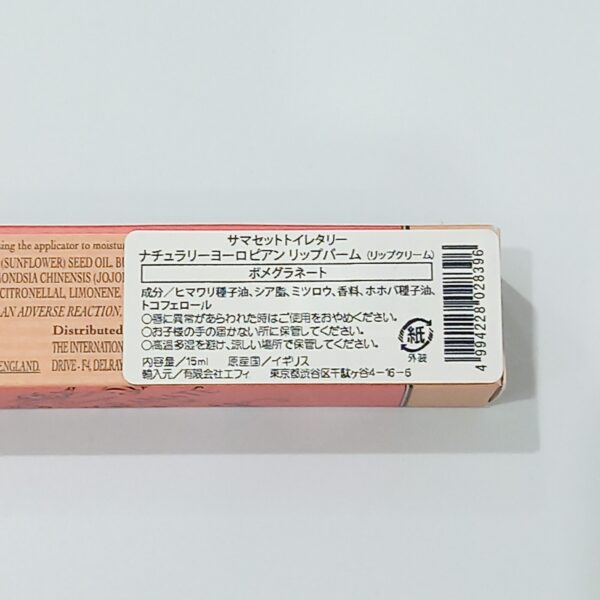 sing the applicator to moistur
(SUNFLOWER) SEED OIL, B
ONDSIA CHINENSIS (JOJO
CITRONELLAL, LIMONENE
AN ADVERSE REACTION,
Distributed
THE INTERNATION
ENGLAND. DRIVE - F4, DELRAY
サマセットトイレタリー
ナチュラリーヨーロピアン リップバーム (リップクリーム)
ポメグラネート
成分/ヒマワリ種子油、シア脂、ミツロウ、香料、ホホバ種子油、
トコフェロール
○唇に異常があらわれた時はご使用をおやめください。
○お子様の手の届かない所に保管してください。
○高温多湿を避け、涼しい場所で保管してください。
内容量/15ml 原産国/イギリス
輸入元/有限会社エフィ 東京都渋谷区千駄ヶ谷4-16-6
紙
外装
4 994228 028396